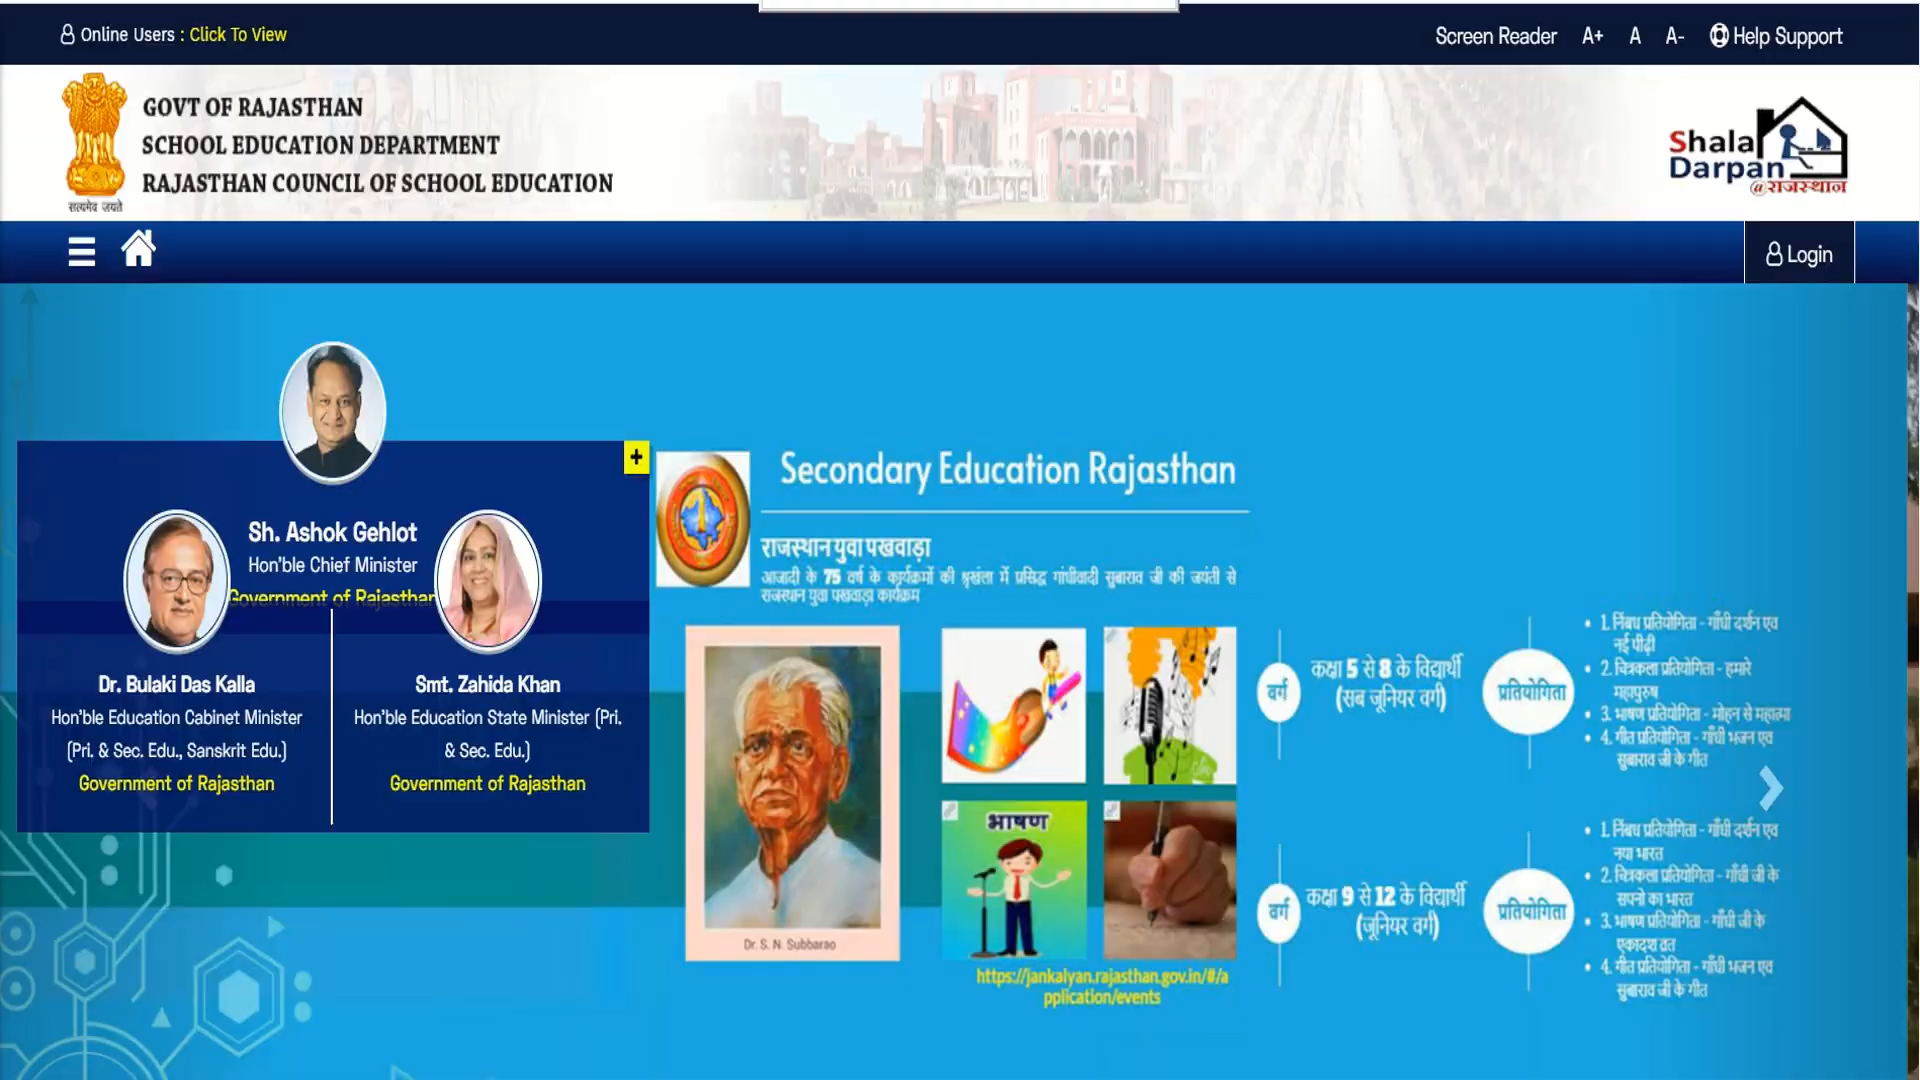 Online Users : Click To View
Screen Reader A+ A A- Help Support
GOVT OF RAJASTHAN
SCHOOL EDUCATION DEPARTMENT
RAJASTHAN COUNCIL OF SCHOOL EDUCATION
सत्यमेव जयते
Shala
Darpan
@राजस्थान
Login
+
Sh. Ashok Gehlot
Hon'ble Chief Minister
Government of Rajasthan
Dr. Bulaki Das Kalla
Hon'ble Education Cabinet Minister
(Pri. & Sec. Edu., Sanskrit Edu.)
Government of Rajasthan
Smt. Zahida Khan
Hon'ble Education State Minister (Pri.
& Sec. Edu.)
Government of Rajasthan
Secondary Education Rajasthan
राजस्थान युवा पखवाड़ा
आजादी के 75 वर्ष के कार्यक्रमों की श्रृखंला में प्रसिद्ध गांधीवादी सुबाराव जी की जयंती से
राजस्थान युवा पखवाड़ा कार्यक्रम
Dr. S. N. Subbarao
भाषण
https://jankalyan.rajasthan.gov.in/#/a
pplication/events
वर्ग
कक्षा 5 से 8 के विद्यार्थी
(सब जूनियर वर्ग)
प्रतियोगिता
1. निंबध प्रतियोगिता - गाँधी दर्शन एव
नई पीढ़ी
2. चित्रकला प्रतियोगिता - हमारे
महापुरुष
3. भाषण प्रतियोगिता - मोहन से महात्मा
4. गीत प्रतियोगिता - गाँधी भजन एव
सुबाराव जी के गीत
वर्ग
कक्षा 9 से 12 के विद्यार्थी
(जूनियर वर्ग)
प्रतियोगिता
1. निंबध प्रतियोगिता - गाँधी दर्शन एव
नया भारत
2. चित्रकला प्रतियोगिता - गाँधी जी के
सपनो का भारत
3. भाषण प्रतियोगिता - गाँधी जी के
एकादश व्रत
4. गीत प्रतियोगिता - गाँधी भजन एव
सुबाराव जी के गीत